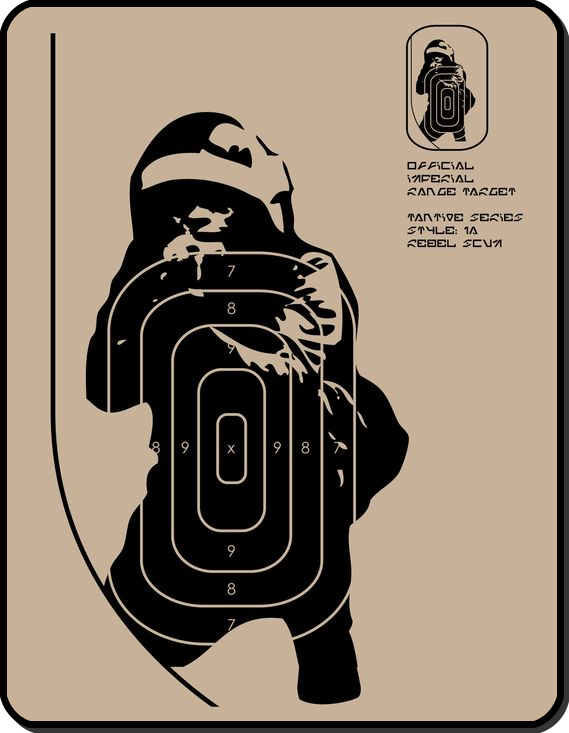 OFFICIAL
IMPERIAL
RANGE TARGET
TANTIVE SERIES
STYLE: 1A
REBEL SCUM
7
8
9
8 9 x 9 8 7
9
8
7